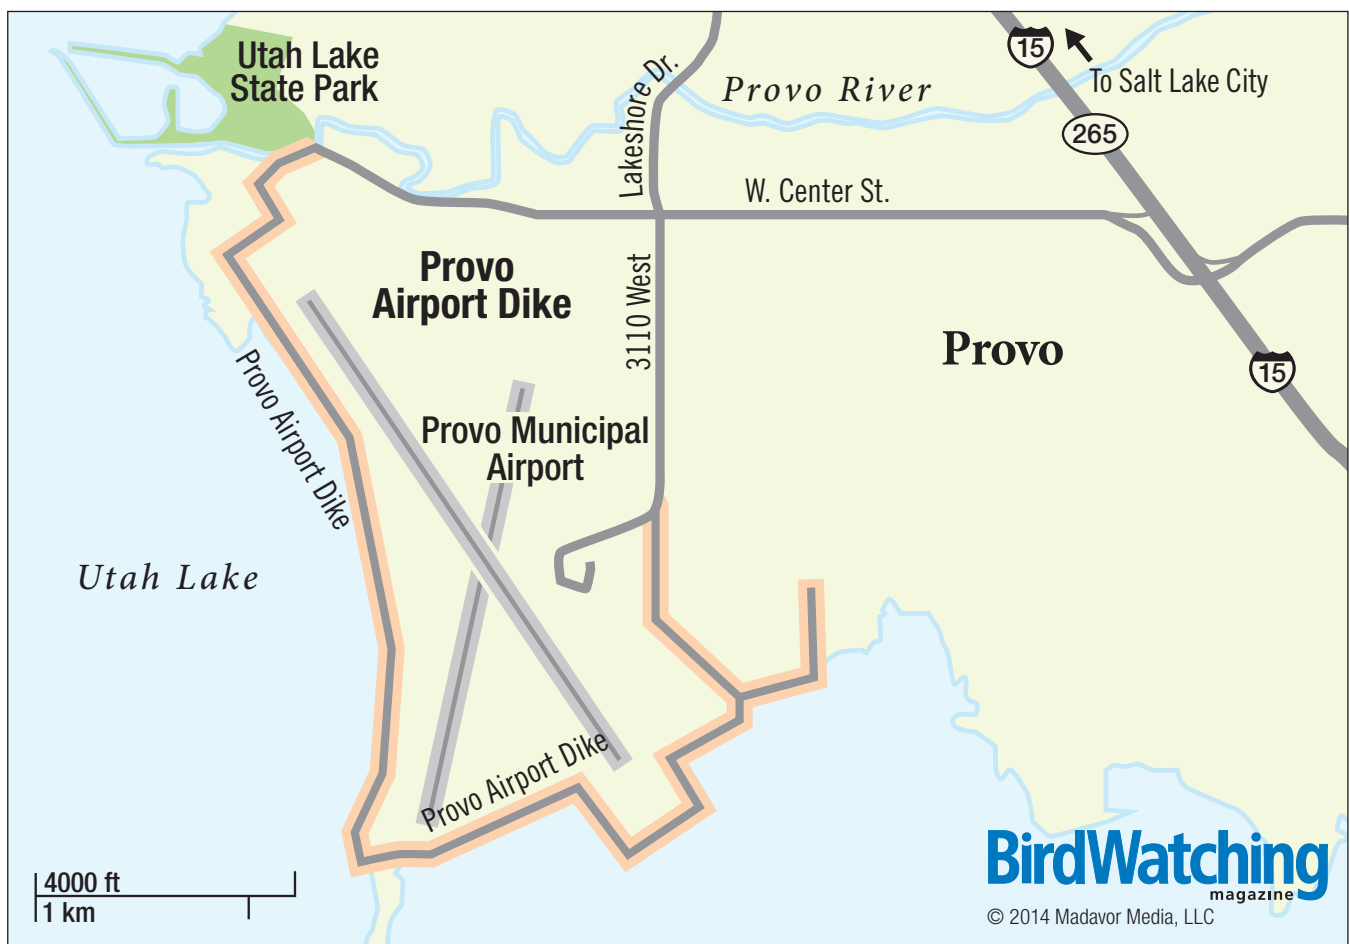 Utah Lake
State Park
Lakeshore Dr.
Provo River
15
To Salt Lake City
265
W. Center St.
Provo
Airport Dike
3110 West
Provo
15
Provo Airport Dike
Provo Municipal
Airport
Utah Lake
Provo Airport Dike
4000 ft
1 km
BirdWatching
magazine
© 2014 Madavor Media, LLC